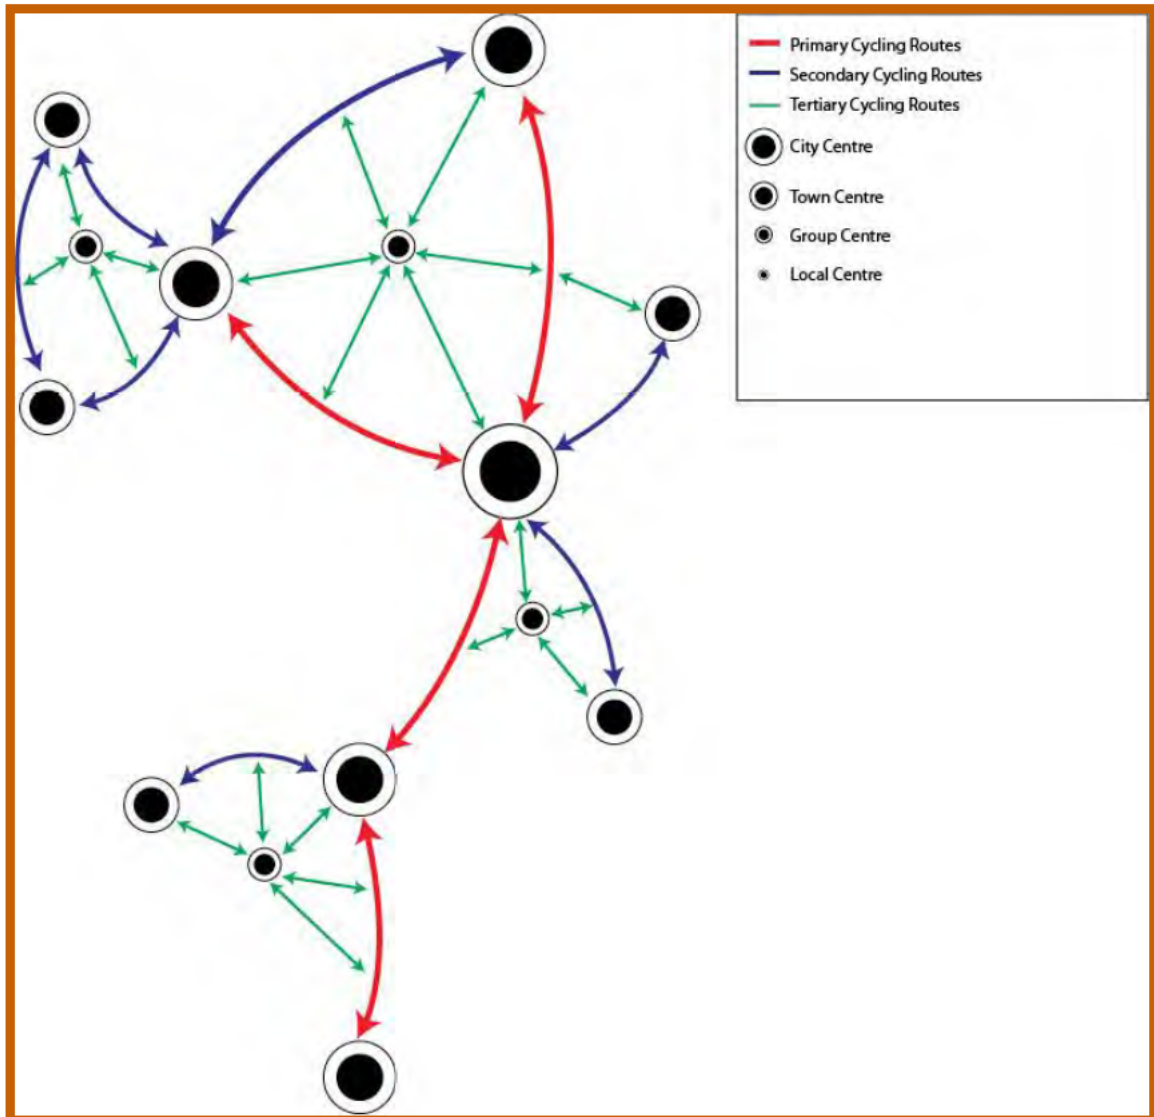 Primary Cycling Routes
Secondary Cycling Routes
Tertiary Cycling Routes
City Centre
Town Centre
Group Centre
Local Centre